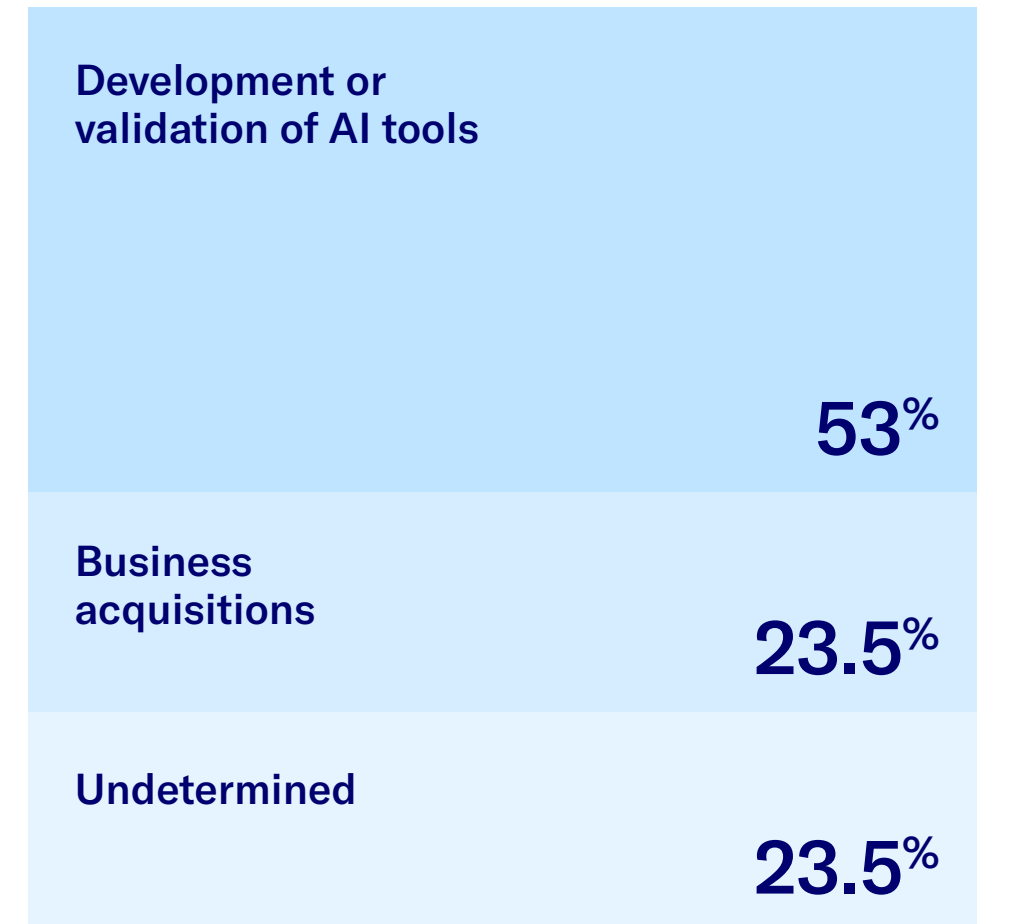 Development or
validation of AI tools
53%
Business
acquisitions
23.5%
Undetermined
23.5%